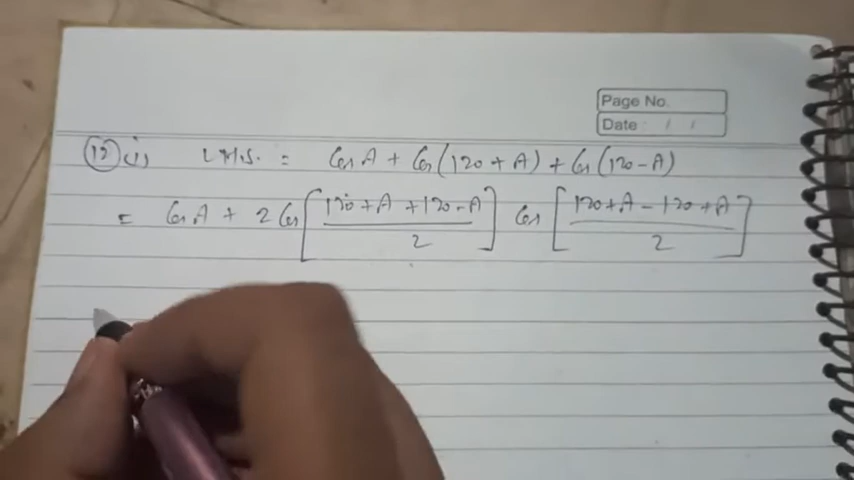 Page No.
Date / /
(12) (i) L.H.S. = Cos A + Cos (120 + A) + Cos (120 - A)
= Cos A + 2 Cos [ (120 + A + 120 - A) / 2 ] Cos [ (120 + A - 120 + A) / 2 ]